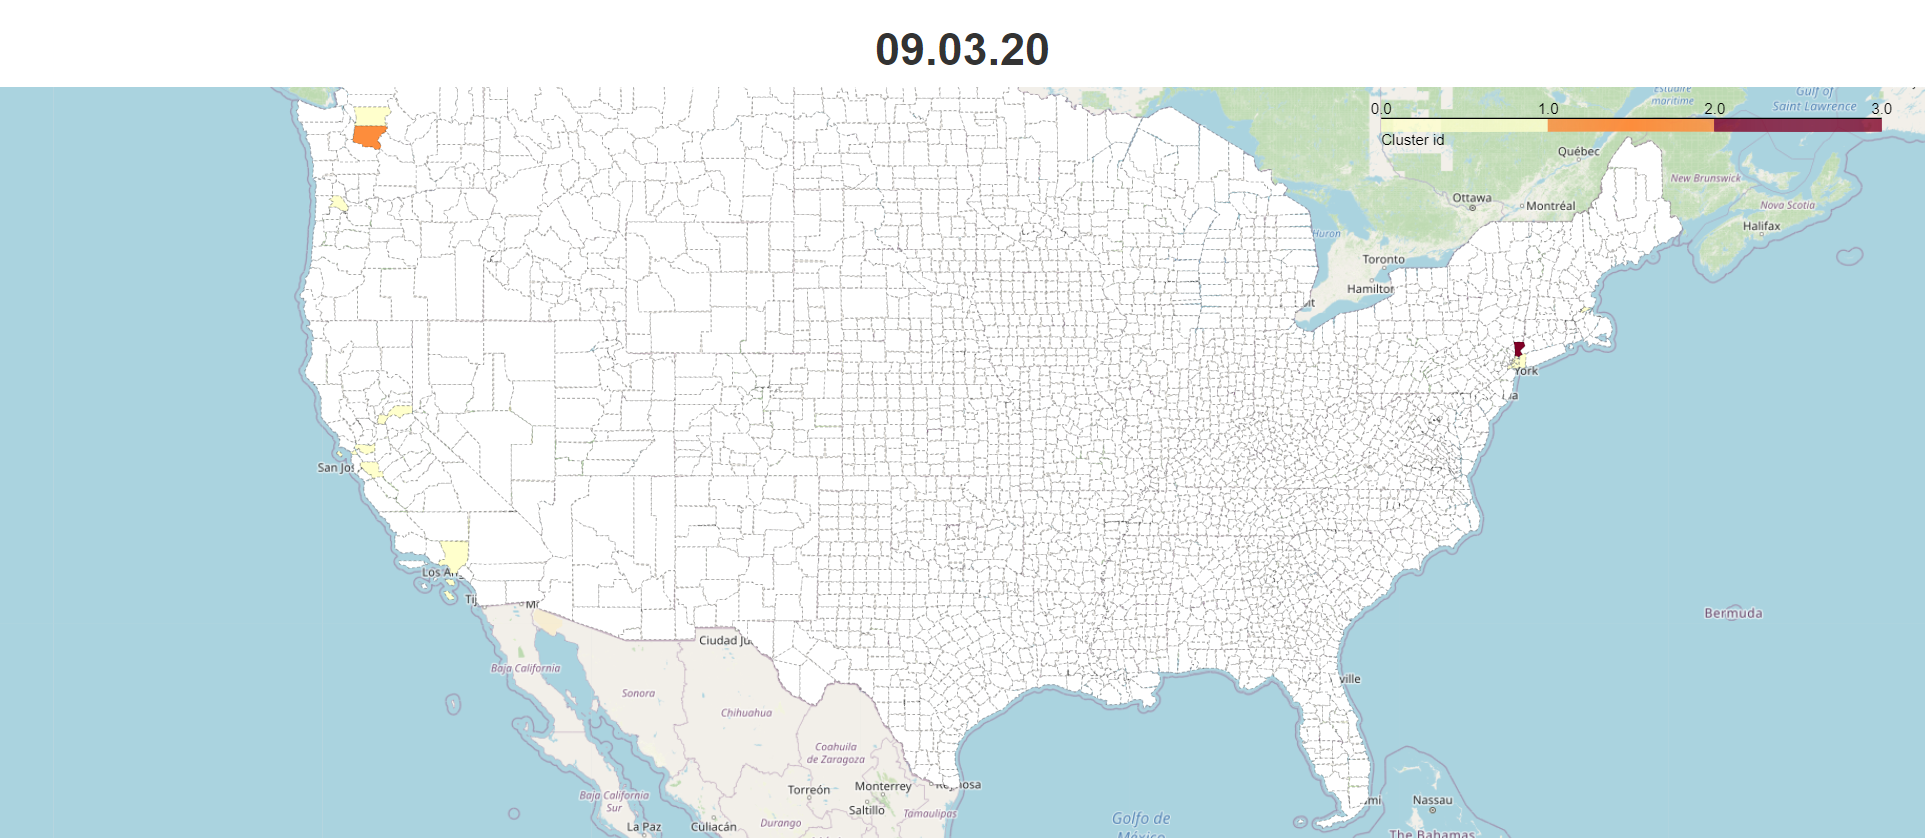 09.03.20
Estuaire
maritime
Gulf of
Saint Lawrence
0.0 1.0 2.0 3.0
Cluster id
Québec
New Brunswick
Ottawa
Montréal
Nova Scotia
Halifax
Huron
Toronto
Hamilton
York
San Jos
Los An
Ti
Bermuda
Ciudad Ju
Baja California
ville
Sonora
Chihuahua
Coahuila
de Zaragoza
Torreón
Monterrey
Reynosa
Baja California
Sur
Saltillo
Tamaulipas
mi
Nassau
La Paz
Culiacán
Durango
Golfo de
México
The Bahamas